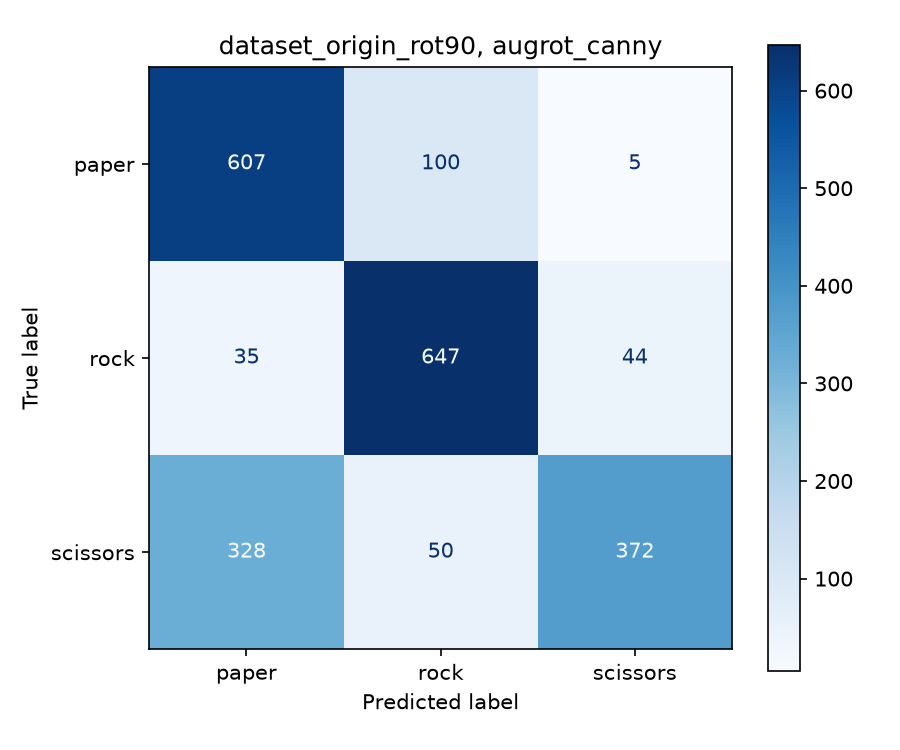 dataset_origin_rot90, augrot_canny
paper
607
100
5
rock
35
647
44
scissors
328
50
372
paper
rock
scissors
Predicted label
True label
600
500
400
300
200
100